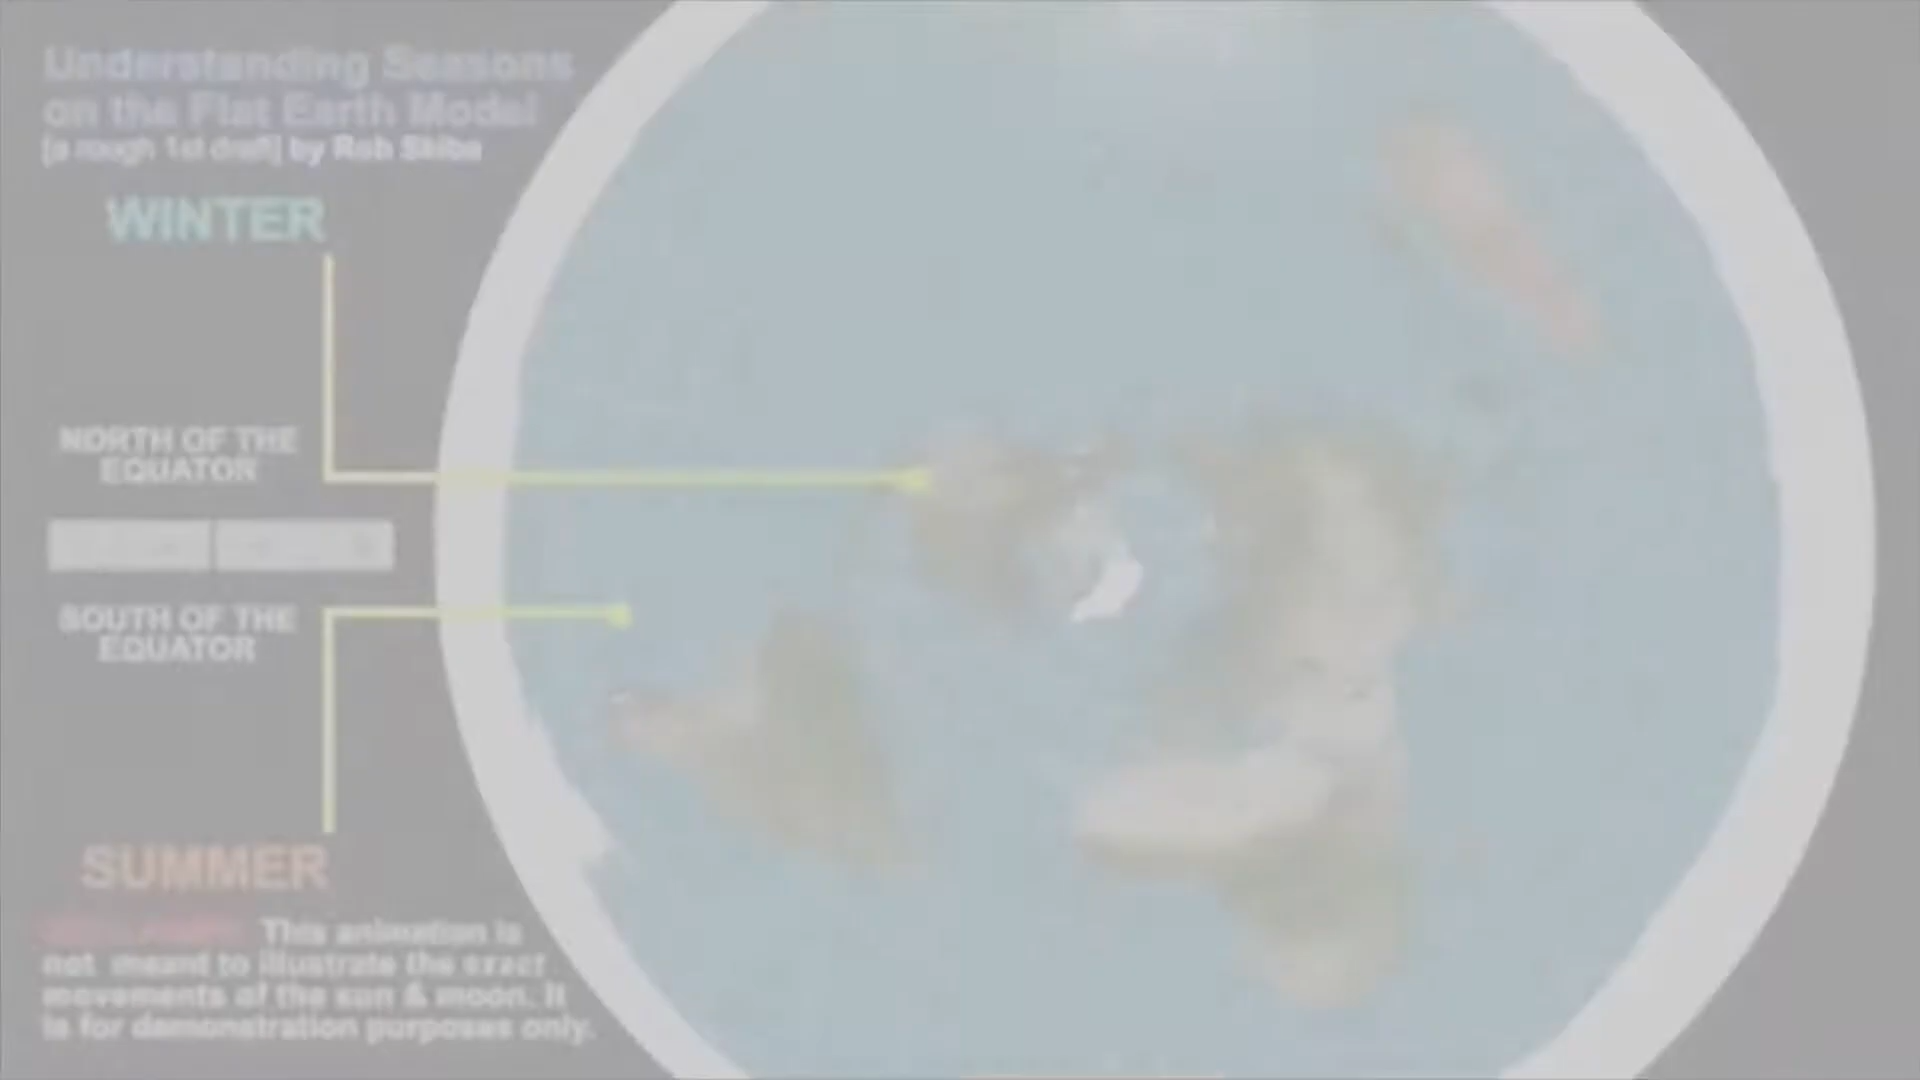 Understanding Seasons
on the Flat Earth Model
[a rough 1st draft] by Rob Skiba
WINTER
NORTH OF THE
EQUATOR
SOUTH OF THE
EQUATOR
SUMMER
This animation is
not meant to illustrate the exact
movements of the sun & moon. It
is for demonstration purposes only.